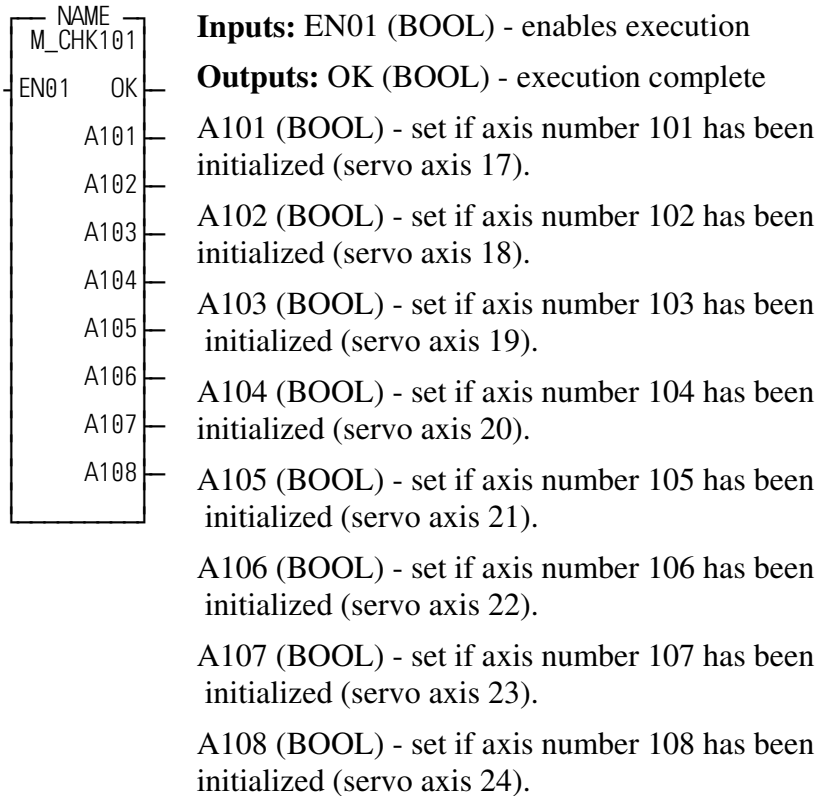 NAME
M_CHK101
EN01 OK
A101
A102
A103
A104
A105
A106
A107
A108
Inputs: EN01 (BOOL) - enables execution
Outputs: OK (BOOL) - execution complete
A101 (BOOL) - set if axis number 101 has been
initialized (servo axis 17).
A102 (BOOL) - set if axis number 102 has been
initialized (servo axis 18).
A103 (BOOL) - set if axis number 103 has been
initialized (servo axis 19).
A104 (BOOL) - set if axis number 104 has been
initialized (servo axis 20).
A105 (BOOL) - set if axis number 105 has been
initialized (servo axis 21).
A106 (BOOL) - set if axis number 106 has been
initialized (servo axis 22).
A107 (BOOL) - set if axis number 107 has been
initialized (servo axis 23).
A108 (BOOL) - set if axis number 108 has been
initialized (servo axis 24).